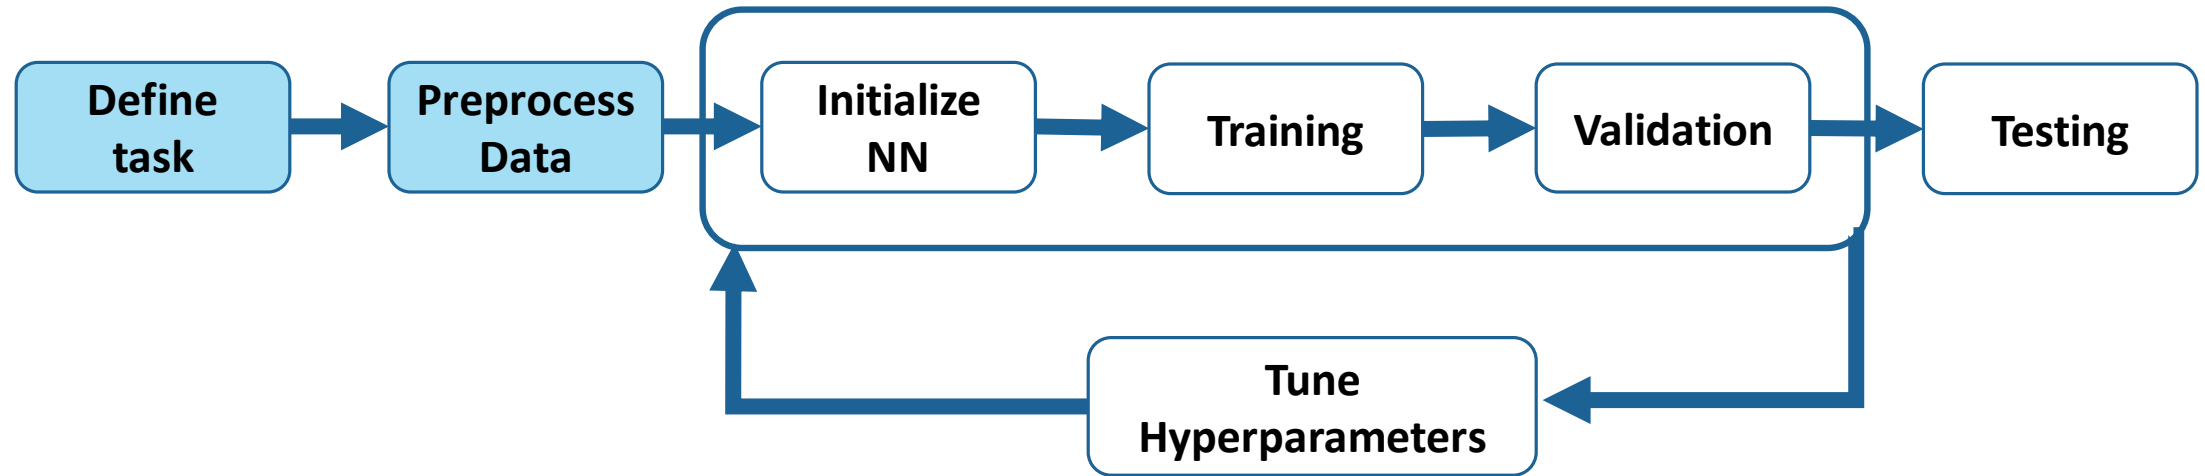 Define
task
Preprocess
Data
Initialize
NN
Training
Validation
Testing
Tune
Hyperparameters